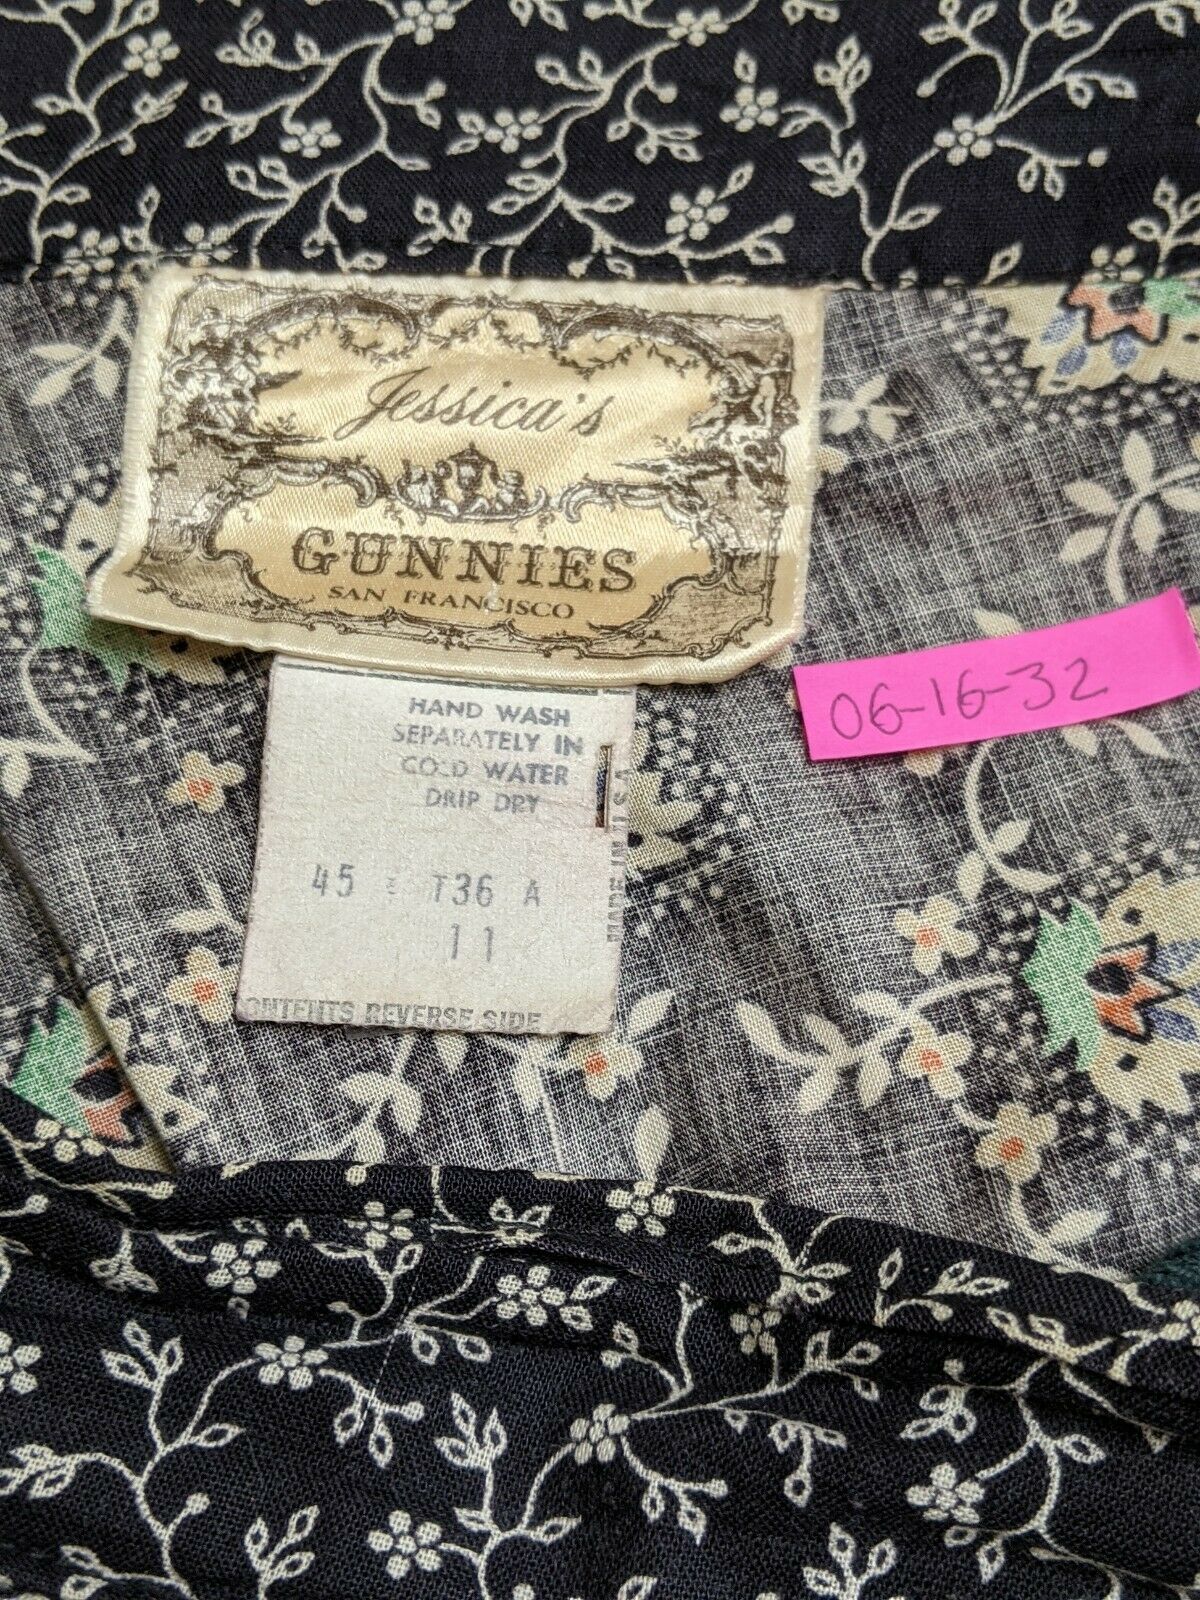 Jessica's
GUNNIES
SAN FRANCISCO
HAND WASH
SEPARATELY IN
COLD WATER
DRIP DRY
45 T36 A
11
MADE IN U.S.A
ONTENTS REVERSE SIDE
06-16-32